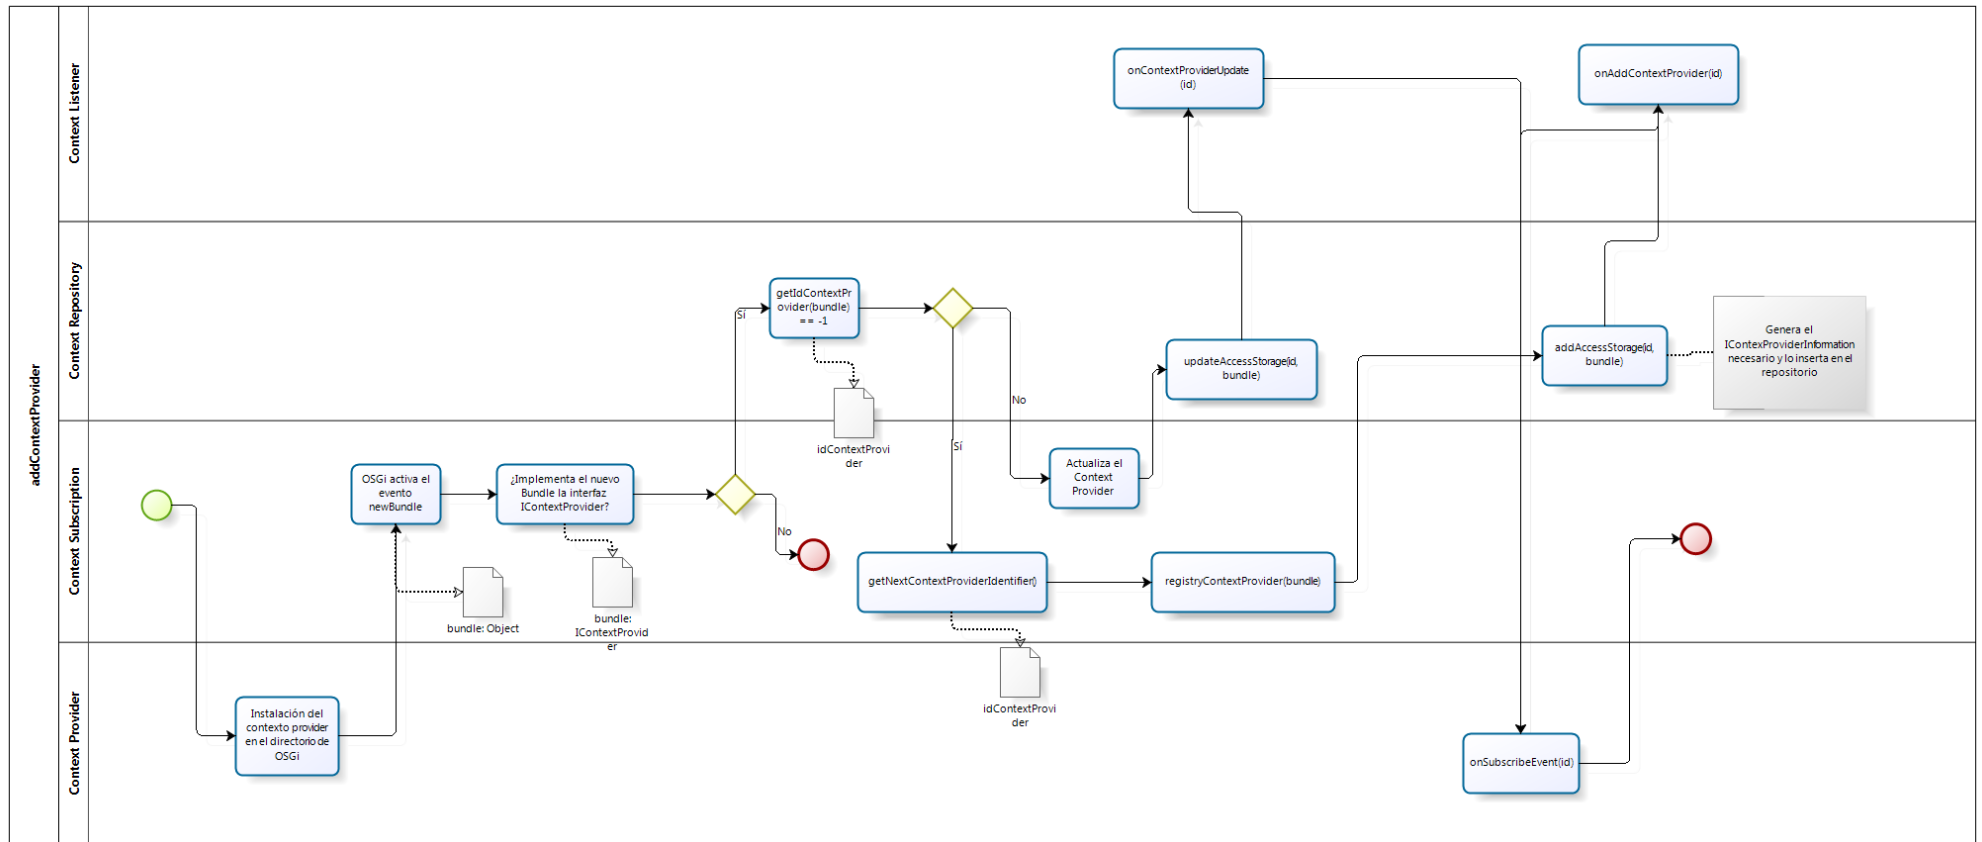 addContextProvider
Context Listener
onContextProviderUpdate
(id)
onAddContextProvider(id)
Context Repository
getIdContextPr
ovider(bundle)
== -1
Sí
idContextProvi
der
No
Sí
updateAccessStorage(id,
bundle)
addAccessStorage(id,
bundle)
Genera el
IContextProviderInformation
necesario y lo inserta en el
repositorio
Context Subscription
OSGi activa el
evento
newBundle
¿Implementa el nuevo
Bundle la interfaz
IContextProvider?
No
bundle: Object
bundle:
IContextProvid
er
Actualiza el
Context
Provider
getNextContextProviderIdentifier()
registryContextProvider(bundle)
Context Provider
Instalación del
contexto provider
en el directorio de
OSGi
idContextProvi
der
onSubscribeEvent(id)